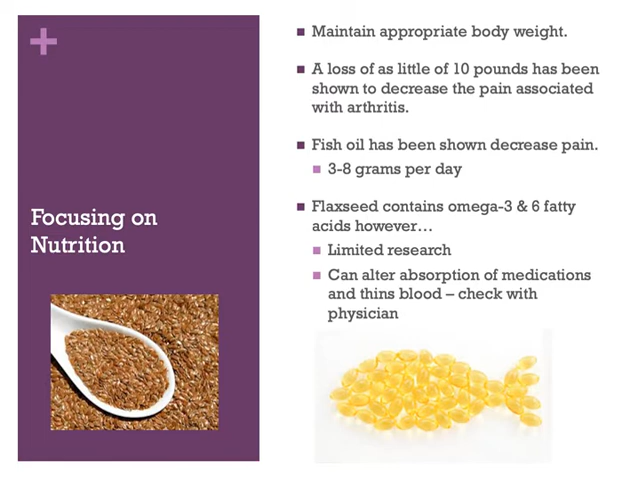 Focusing on
Nutrition
Maintain appropriate body weight.
A loss of as little of 10 pounds has been
shown to decrease the pain associated
with arthritis.
Fish oil has been shown decrease pain.
3-8 grams per day
Flaxseed contains omega-3 & 6 fatty
acids however…
Limited research
Can alter absorption of medications
and thins blood – check with
physician